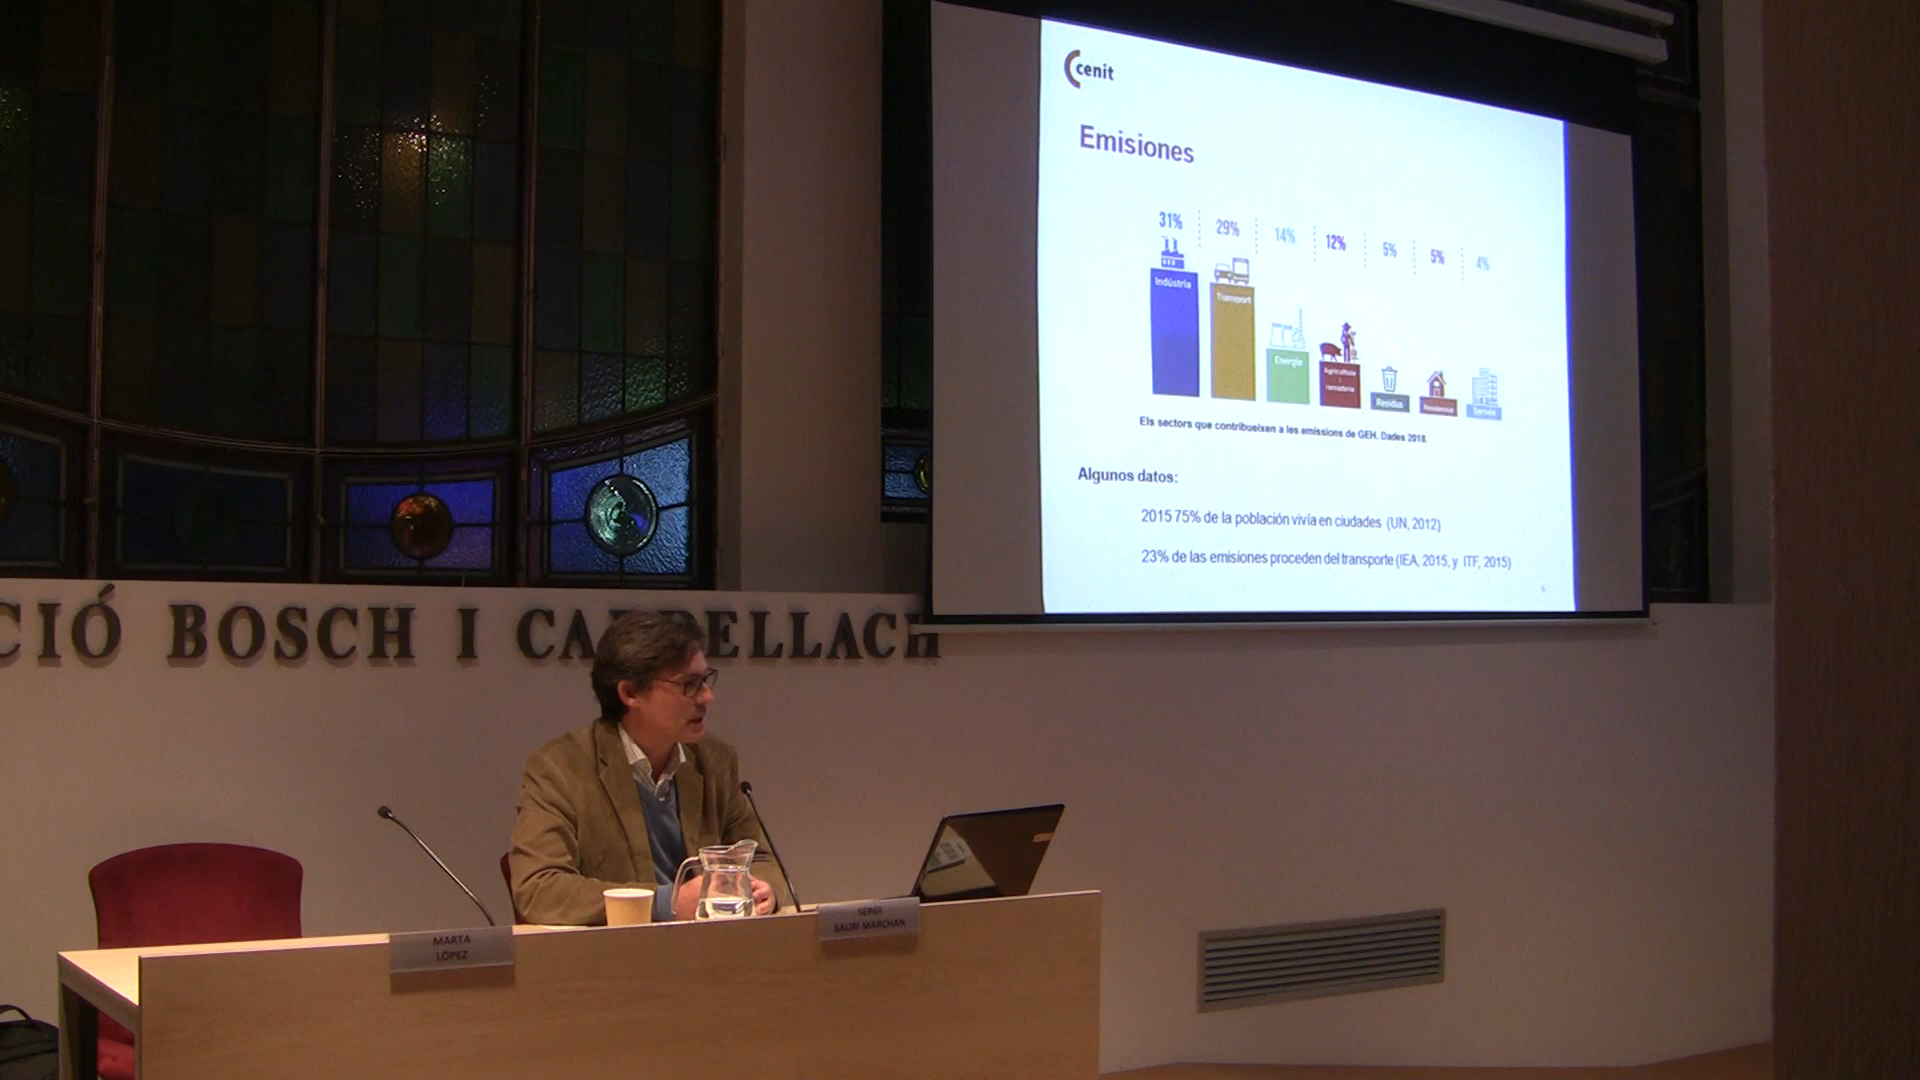 cenit
Emisiones
31% 29% 14% 12% 5% 5% 4%
Indústria
Transport
Energia
Agricultura
i
ramaderia
Residus
Residencial
Serveis
Els sectors que contribueixen a les emissions de GEH. Dades 2018.
Algunos datos:
2015 75% de la población vivía en ciudades (UN, 2012)
23% de las emisiones proceden del transporte (IEA, 2015, y ITF, 2015)
CIÓ BOSCH I CA ELLACH
MARTA
LÓPEZ
SERGI
SAURÍ MARCHAN